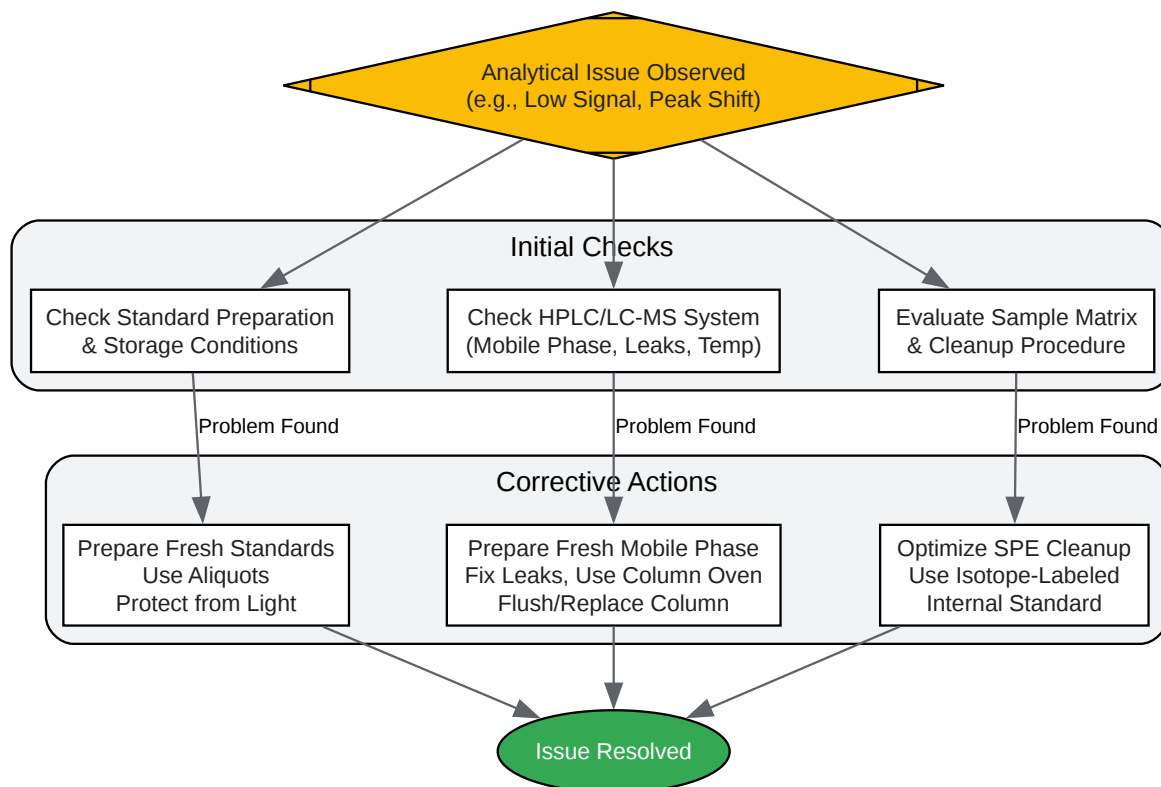 Analytical Issue Observed
(e.g., Low Signal, Peak Shift)
Initial Checks
Check Standard Preparation
& Storage Conditions
Check HPLC/LC-MS System
(Mobile Phase, Leaks, Temp)
Evaluate Sample Matrix
& Cleanup Procedure
Problem Found
Problem Found
Problem Found
Corrective Actions
Prepare Fresh Standards
Use Aliquots
Protect from Light
Prepare Fresh Mobile Phase
Fix Leaks, Use Column Oven
Flush/Replace Column
Optimize SPE Cleanup
Use Isotope-Labeled
Internal Standard
Issue Resolved